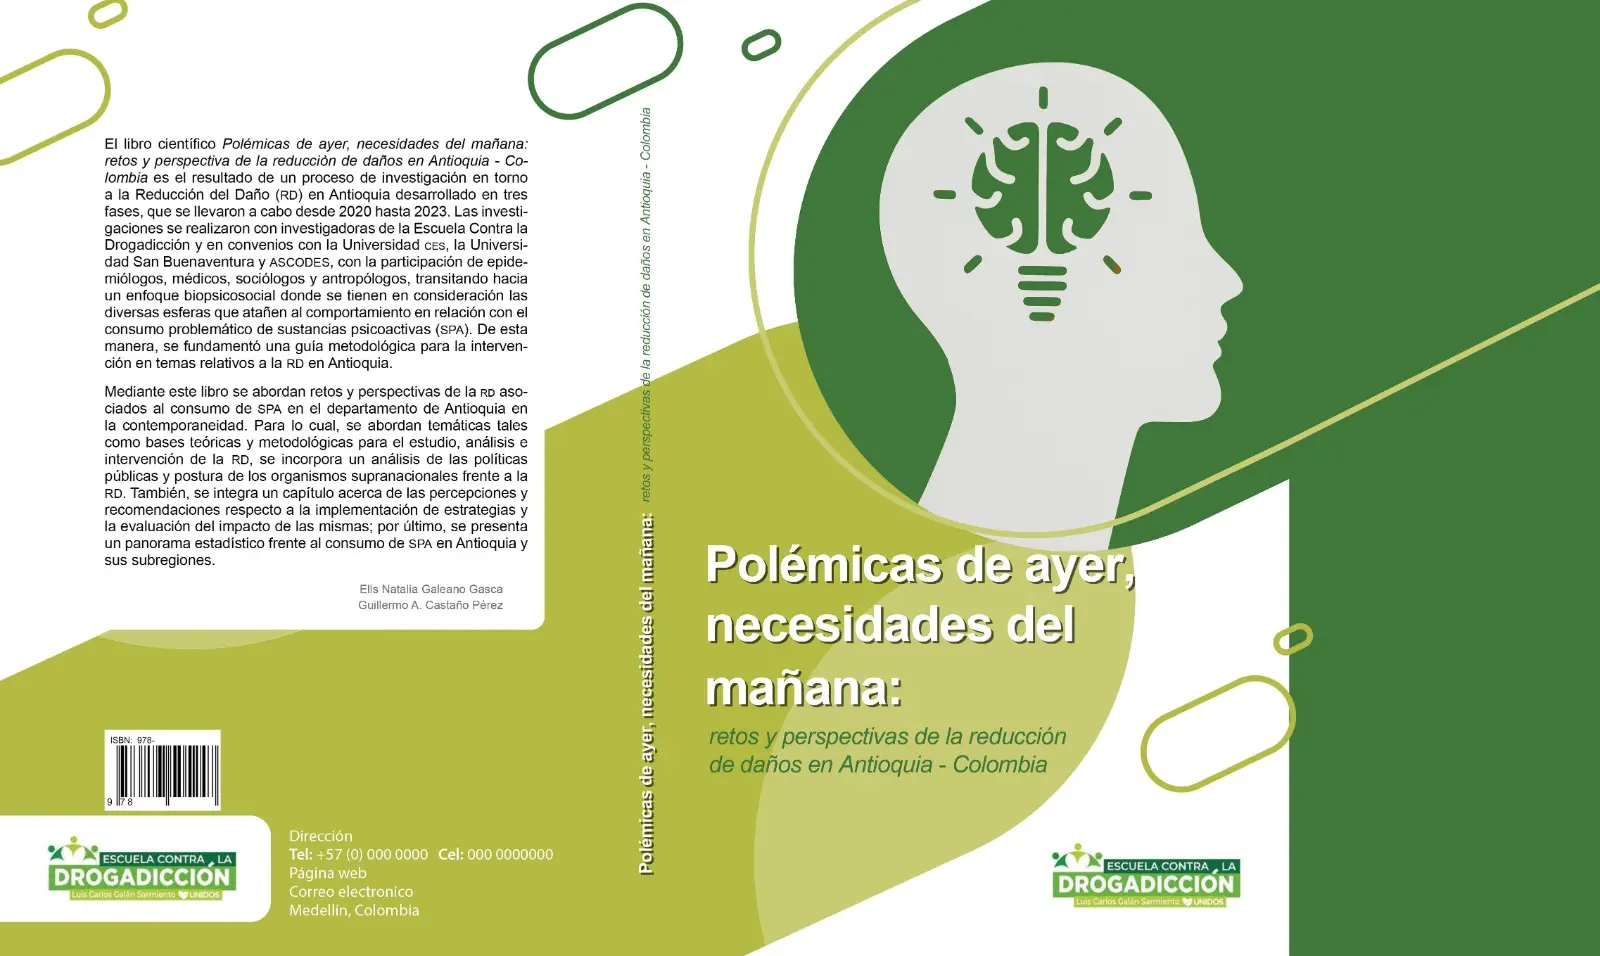 El libro científico Polémicas de ayer, necesidades del mañana:
retos y perspectiva de la reducción de daños en Antioquia - Co-
lombia es el resultado de un proceso de investigación en torno
a la Reducción del Daño (RD) en Antioquia desarrollado en tres
fases, que se llevaron a cabo desde 2020 hasta 2023. Las investi-
gaciones se realizaron con investigadoras de la Escuela Contra la
Drogadicción y en convenios con la Universidad CES, la Universi-
dad San Buenaventura y ASCODES, con la participación de epide-
miólogos, médicos, sociólogos y antropólogos, transitando hacia
un enfoque biopsicosocial donde se tienen en consideración las
diversas esferas que atañen al comportamiento en relación con el
consumo problemático de sustancias psicoactivas (SPA). De esta
manera, se fundamentó una guía metodológica para la interven-
ción en temas relativos a la RD en Antioquia.
Mediante este libro se abordan retos y perspectivas de la RD aso-
ciados al consumo de SPA en el departamento de Antioquia en
la contemporaneidad. Para lo cual, se abordan temáticas tales
como bases teóricas y metodológicas para el estudio, análisis e
intervención de la RD, se incorpora un análisis de las políticas
públicas y postura de los organismos supranacionales frente a la
RD. También, se integra un capítulo acerca de las percepciones y
recomendaciones respecto a la implementación de estrategias y
la evaluación del impacto de las mismas; por último, se presenta
un panorama estadístico frente al consumo de SPA en Antioquia y
sus subregiones.
Elis Natalia Galeano Gasca
Guillermo A. Castaño Pérez
ISBN: 978-
9 78
ESCUELA CONTRA LA
DROGADICCIÓN
Luis Carlos Galán Sarmiento UNIDOS
Dirección
Tel: +57 (0) 000 0000 Cel: 000 0000000
Página web
Correo electronico
Medellín, Colombia
Polémicas de ayer, necesidades del mañana: retos y perspectivas de la reducción de daños en Antioquia - Colombia
Polémicas de ayer,
necesidades del
mañana:
retos y perspectivas de la reducción
de daños en Antioquia - Colombia
ESCUELA CONTRA LA
DROGADICCIÓN
Luis Carlos Galán Sarmiento UNIDOS